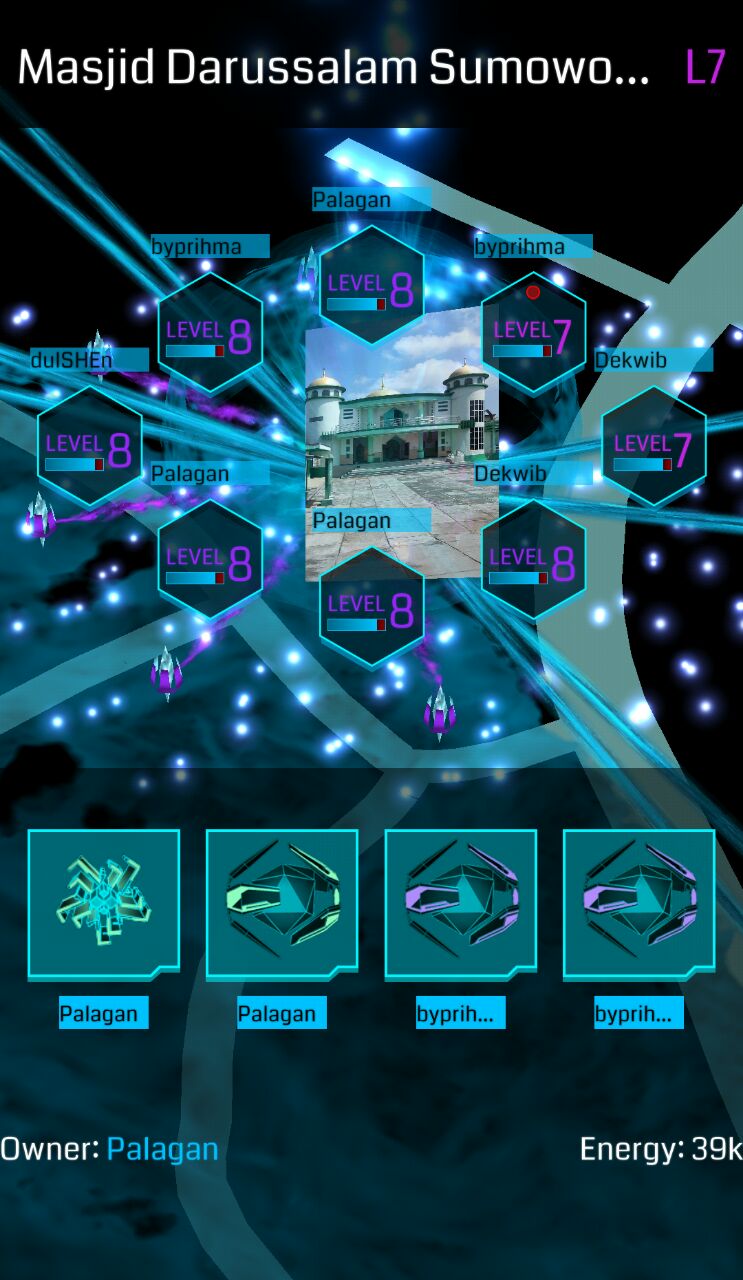 Masjid Darussalam Sumowo... L7
Palagan
LEVEL 8
byprihma
LEVEL 8
byprihma
LEVEL 7
dulSHEn
LEVEL 8
Dekwib
LEVEL 7
Palagan
LEVEL 8
Dekwib
LEVEL 8
Palagan
LEVEL 8
Palagan
Palagan
byprih...
byprih...
Owner: Palagan
Energy: 39k